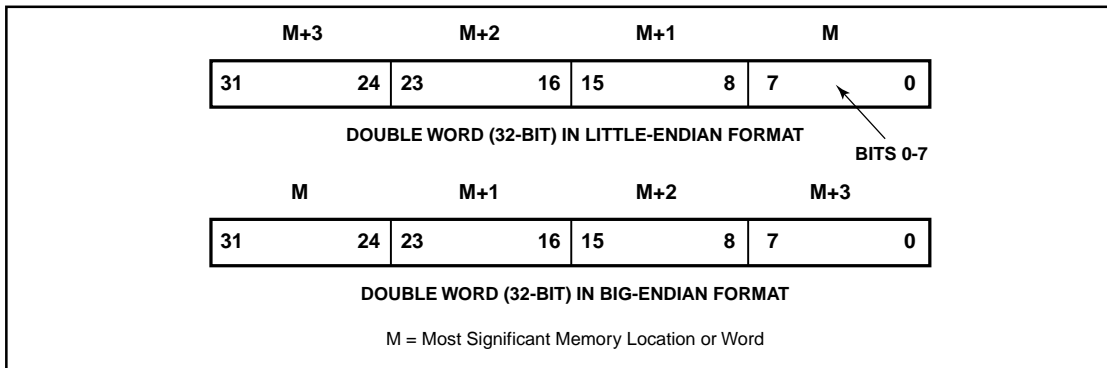 M+3 M+2 M+1 M
31 24 23 16 15 8 7 0
DOUBLE WORD (32-BIT) IN LITTLE-ENDIAN FORMAT
BITS 0-7
M M+1 M+2 M+3
31 24 23 16 15 8 7 0
DOUBLE WORD (32-BIT) IN BIG-ENDIAN FORMAT
M = Most Significant Memory Location or Word